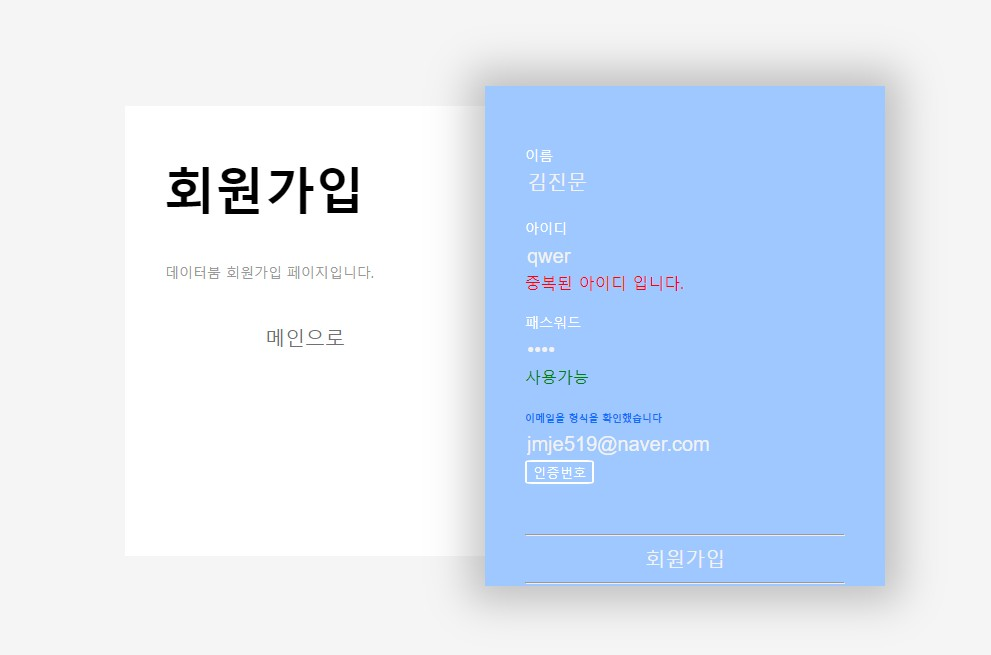 회원가입
데이터붐 회원가입 페이지입니다.
메인으로
이름
김진문
아이디
qwer
중복된 아이디 입니다.
패스워드
••••
사용가능
이메일을 형식을 확인했습니다
jmje519@naver.com
인증번호
회원가입